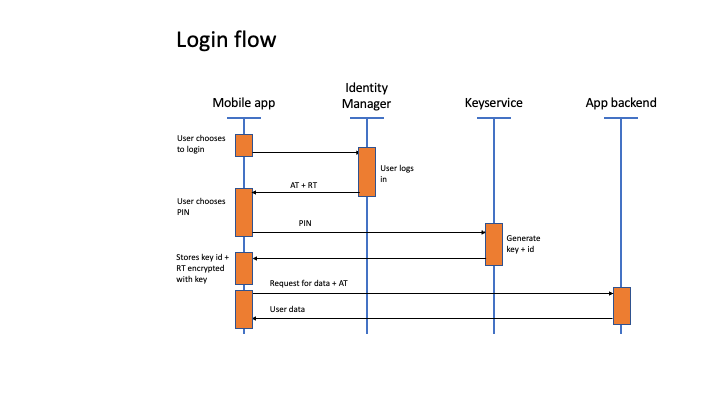 Login flow
Mobile app
Identity
Manager
Keyservice
App backend
User chooses
to login
User logs
in
AT + RT
User chooses
PIN
PIN
Generate
key + id
Stores key id +
RT encrypted
with key
Request for data + AT
User data